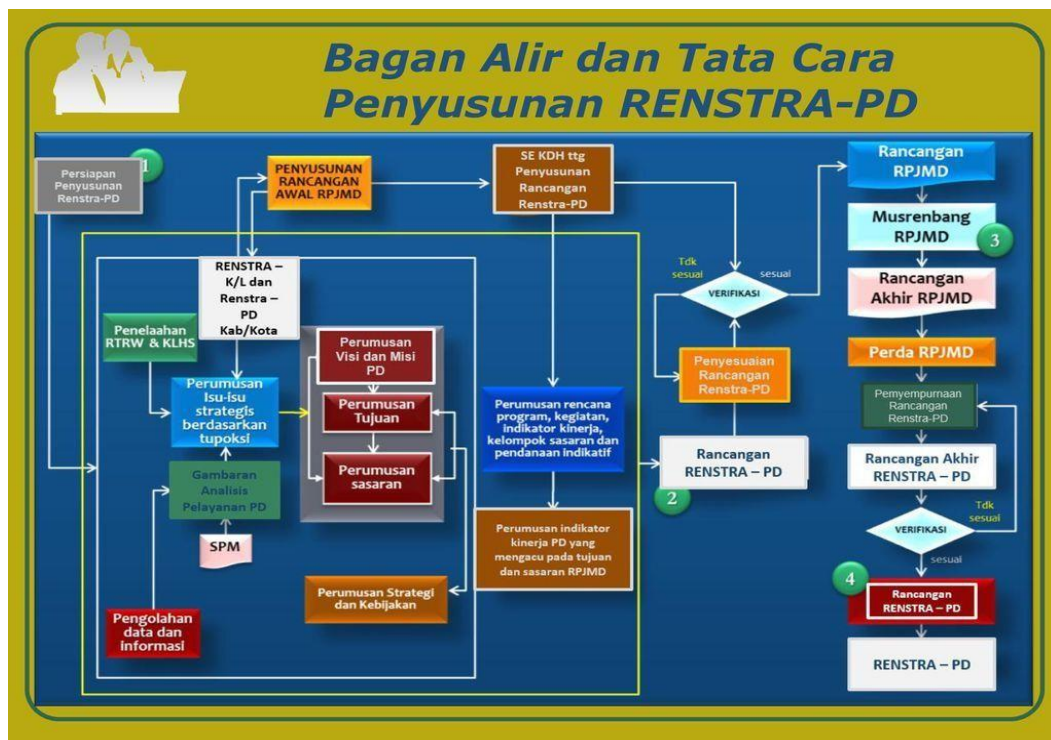 Bagan Alir dan Tata Cara
Penyusunan RENSTRA-PD
Persiapan
Penyusunan
Renstra-PD
1
PENYUSUNAN
RANCANGAN
AWAL RPJMD
SE KDH ttg
Penyusunan
Rancangan
Renstra-PD
RENSTRA –
K/L dan
Renstra –
PD
Kab/Kota
Penelaahan
RTRW & KLHS
Perumusan
Isu-isu
strategis
berdasarkan
tupoksi
Gambaran
Analisis
Pelayanan PD
SPM
Pengolahan
data dan
informasi
Perumusan
Visi dan Misi
PD
Perumusan
Tujuan
Perumusan
sasaran
Perumusan Strategi
dan Kebijakan
Perumusan rencana
program, kegiatan,
indikator kinerja,
kelompok sasaran dan
pendanaan indikatif
Perumusan indikator
kinerja PD yang
mengacu pada tujuan
dan sasaran RPJMD
Tdk
sesuai
sesuai
VERIFIKASI
Penyesuaian
Rancangan
Renstra-PD
Rancangan
RENSTRA – PD
2
Rancangan
RPJMD
Musrenbang
RPJMD
3
Rancangan
Akhir RPJMD
Perda RPJMD
Pemyempurnaan
Rancangan
Renstra-PD
Rancangan Akhir
RENSTRA – PD
Tdk
sesuai
VERIFIKASI
sesuai
4
Rancangan
RENSTRA – PD
RENSTRA – PD